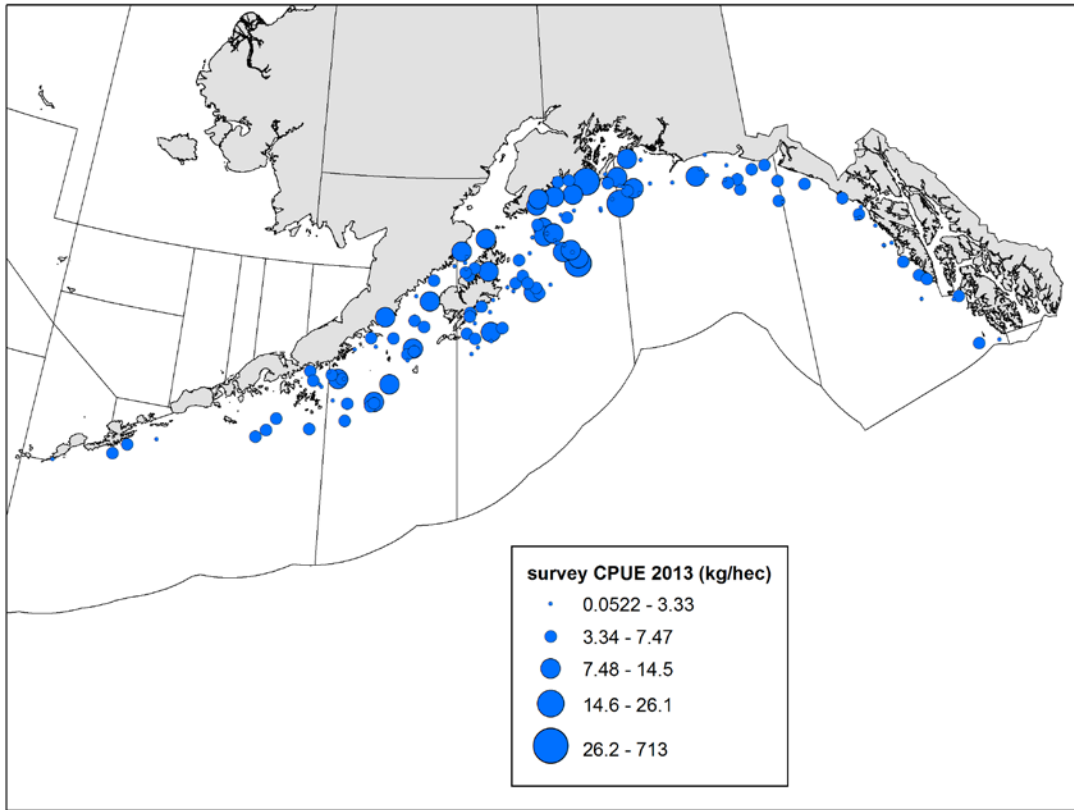 survey CPUE 2013 (kg/hec)
0.0522 - 3.33
3.34 - 7.47
7.48 - 14.5
14.6 - 26.1
26.2 - 713